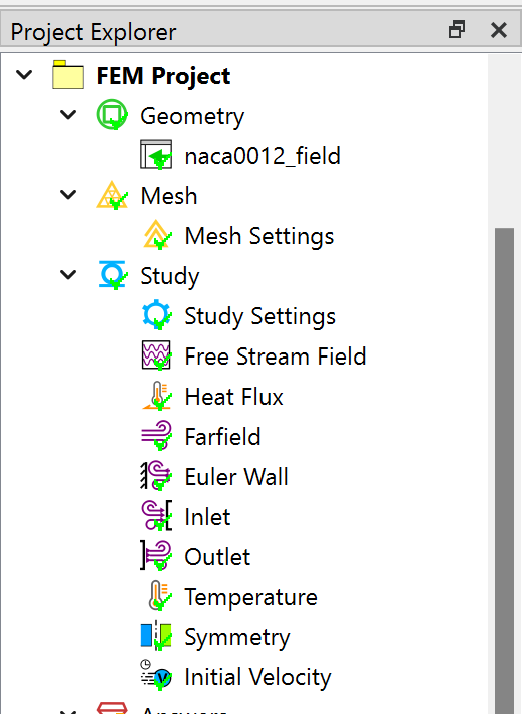 Project Explorer
FEM Project
Geometry
naca0012_field
Mesh
Mesh Settings
Study
Study Settings
Free Stream Field
Heat Flux
Farfield
Euler Wall
Inlet
Outlet
Temperature
Symmetry
Initial Velocity
Answers